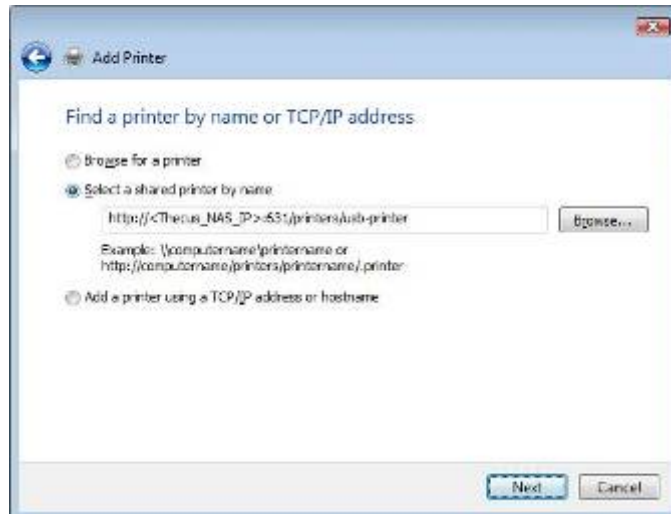 Add Printer
Find a printer by name or TCP/IP address
Browse for a printer
Select a shared printer by name
http://<Thecus_NAS_IP>:631/printers/usb-printer
Browse...
Example: \\computername\printername or
http://computername/printers/printername/.printer
Add a printer using a TCP/IP address or hostname
Next
Cancel